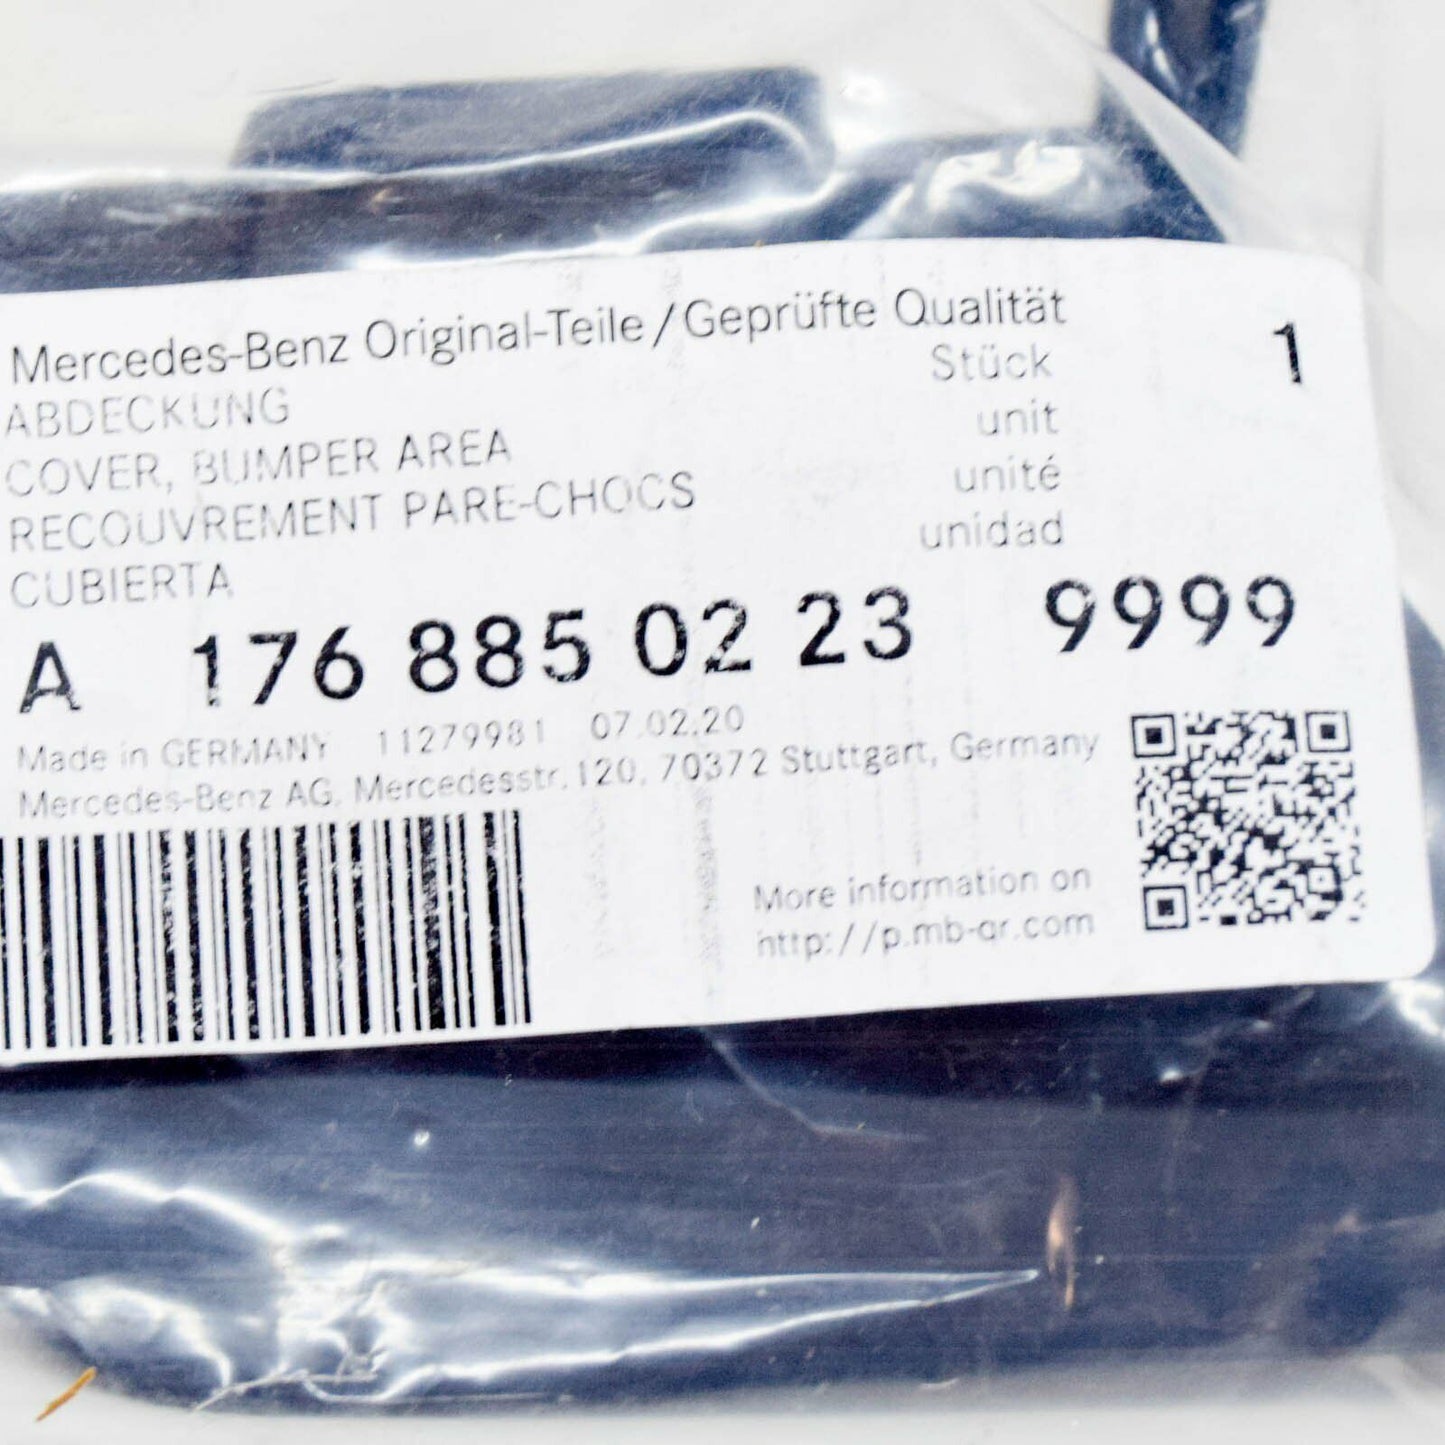 Mercedes-Benz Original-Teile/Geprüfte Qualität
ABDECKUNG Stück 1
COVER, BUMPER AREA unit
RECOUVREMENT PARE-CHOCS unité
CUBIERTA unidad
A 176 885 02 23 9999
Made in GERMANY 11279981 07.02.20
Mercedes-Benz AG, Mercedesstr.120, 70372 Stuttgart, Germany
More information on
http://p.mb-qr.com